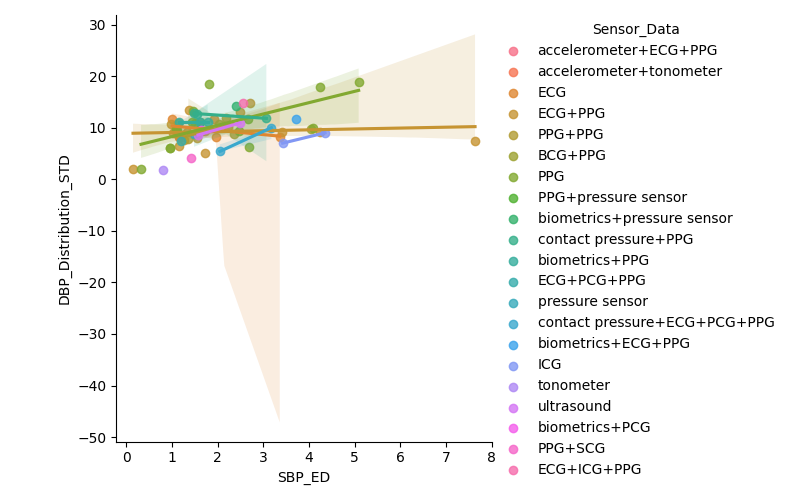 30
20
10
0
−10
−20
−30
−40
−50
DBP_Distribution_STD
0 1 2 3 4 5 6 7 8
SBP_ED
Sensor_Data
accelerometer+ECG+PPG
accelerometer+tonometer
ECG
ECG+PPG
PPG+PPG
BCG+PPG
PPG
PPG+pressure sensor
biometrics+pressure sensor
contact pressure+PPG
biometrics+PPG
ECG+PCG+PPG
pressure sensor
contact pressure+ECG+PCG+PPG
biometrics+ECG+PPG
ICG
tonometer
ultrasound
biometrics+PCG
PPG+SCG
ECG+ICG+PPG